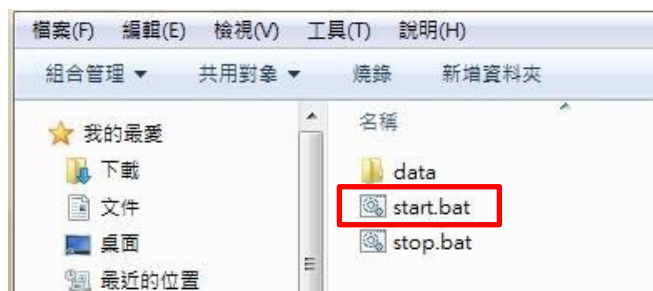 檔案(F) 編輯(E) 檢視(V) 工具(T) 說明(H)
組合管理 共用對象 燒錄 新增資料夾
我的最愛
下載
文件
桌面
最近的位置
名稱
data
start.bat
stop.bat